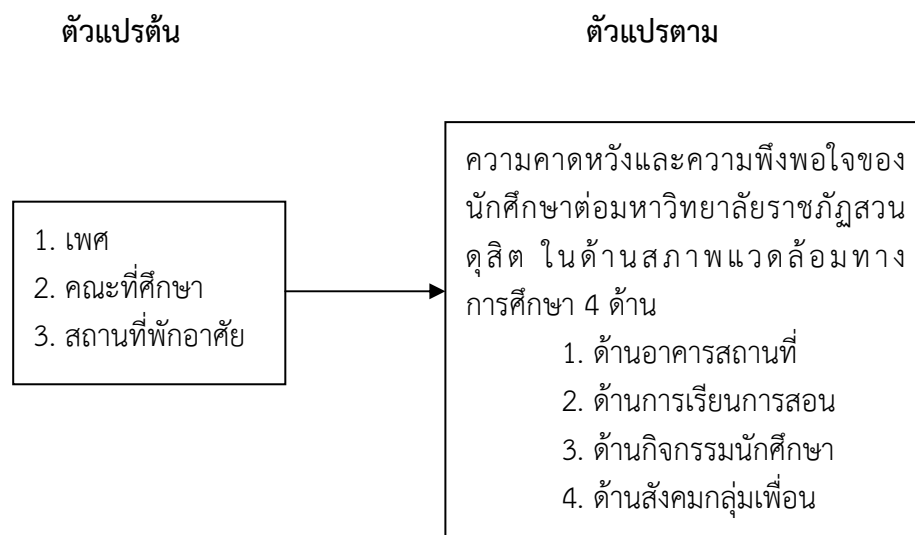 ตัวแปรต้น
ตัวแปรตาม
1. เพศ
2. คณะที่ศึกษา
3. สถานที่พักอาศัย
ความคาดหวังและความพึงพอใจของ
นักศึกษาต่อมหาวิทยาลัยราชภัฏสวน
ดุสิต ในด้านสภาพแวดล้อมทาง
การศึกษา 4 ด้าน
1. ด้านอาคารสถานที่
2. ด้านการเรียนการสอน
3. ด้านกิจกรรมนักศึกษา
4. ด้านสังคมกลุ่มเพื่อน